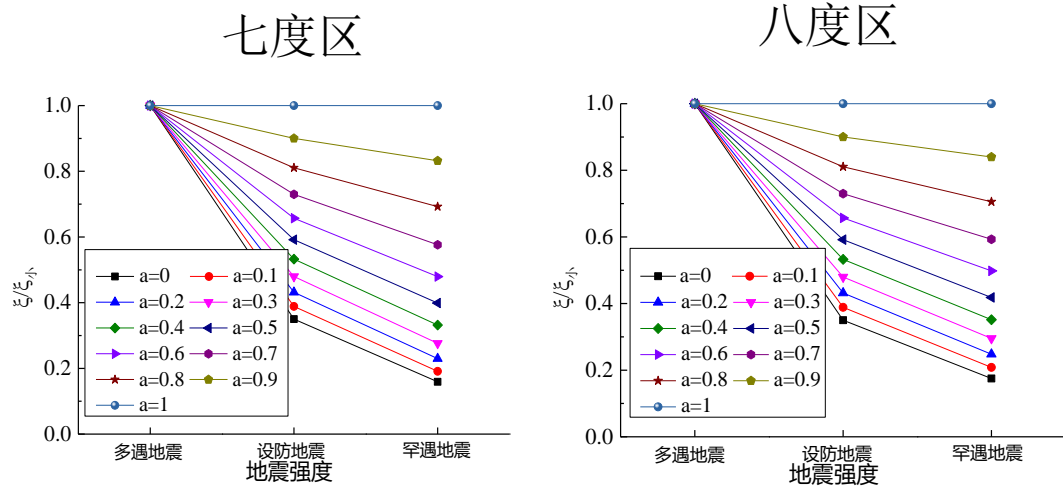 七度区
1.0
0.8
0.6
0.4
0.2
0.0
ξ/ξ小
a=0 a=0.1
a=0.2 a=0.3
a=0.4 a=0.5
a=0.6 a=0.7
a=0.8 a=0.9
a=1
多遇地震 设防地震 罕遇地震
地震强度
八度区
1.0
0.8
0.6
0.4
0.2
0.0
ξ/ξ小
a=0 a=0.1
a=0.2 a=0.3
a=0.4 a=0.5
a=0.6 a=0.7
a=0.8 a=0.9
a=1
多遇地震 设防地震 罕遇地震
地震强度